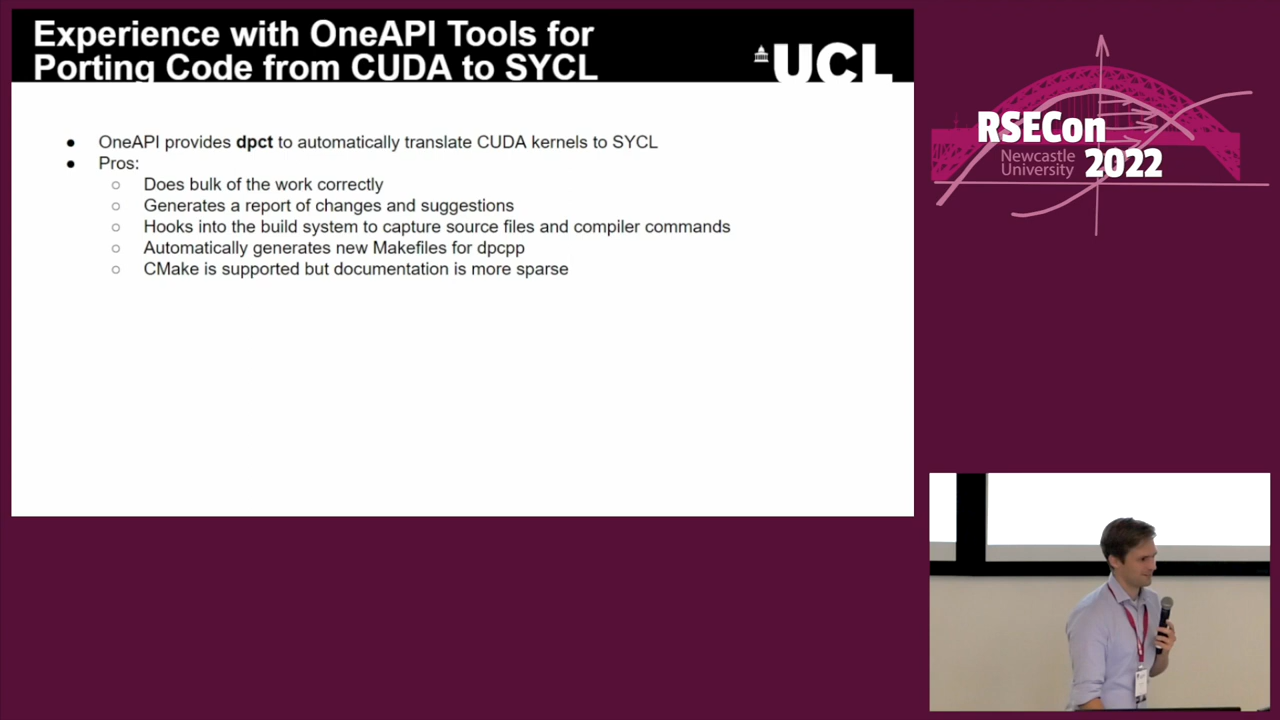 Experience with OneAPI Tools for
Porting Code from CUDA to SYCL
UCL
● OneAPI provides dpct to automatically translate CUDA kernels to SYCL
● Pros:
○ Does bulk of the work correctly
○ Generates a report of changes and suggestions
○ Hooks into the build system to capture source files and compiler commands
○ Automatically generates new Makefiles for dpcpp
○ CMake is supported but documentation is more sparse
RSECon
Newcastle
University
2022